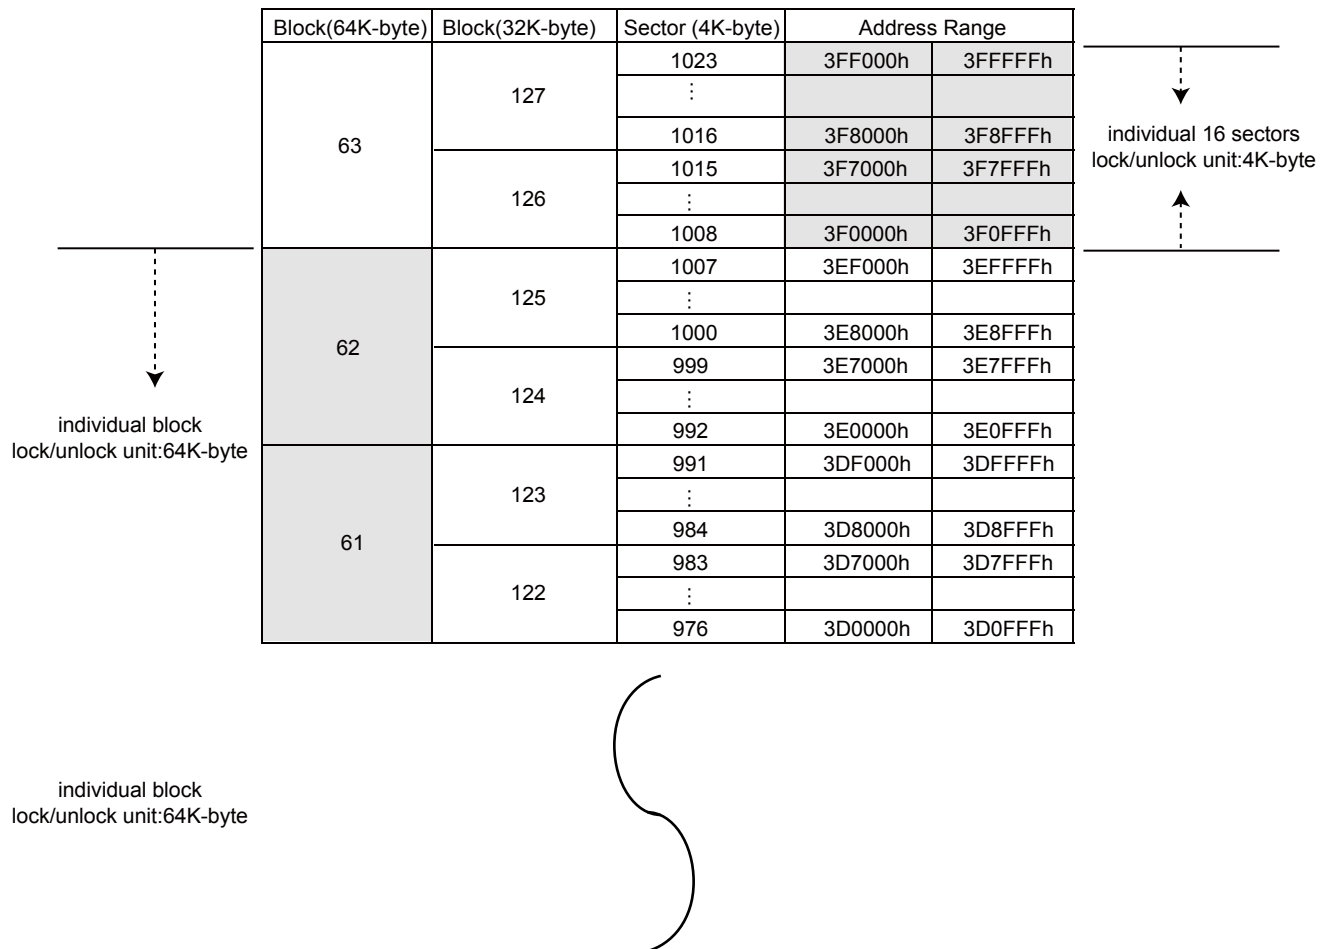 Block(64K-byte) Block(32K-byte) Sector (4K-byte) Address Range
1023 3FF000h 3FFFFFh
127 ⋮
1016 3F8000h 3F8FFFh
63
1015 3F7000h 3F7FFFh
126 ⋮
1008 3F0000h 3F0FFFh
individual 16 sectors
lock/unlock unit:4K-byte
1007 3EF000h 3EFFFFh
125 ⋮
1000 3E8000h 3E8FFFh
62
999 3E7000h 3E7FFFh
124 ⋮
992 3E0000h 3E0FFFh
individual block
lock/unlock unit:64K-byte
991 3DF000h 3DFFFFh
123 ⋮
984 3D8000h 3D8FFFh
61
983 3D7000h 3D7FFFh
122 ⋮
976 3D0000h 3D0FFFh
individual block
lock/unlock unit:64K-byte